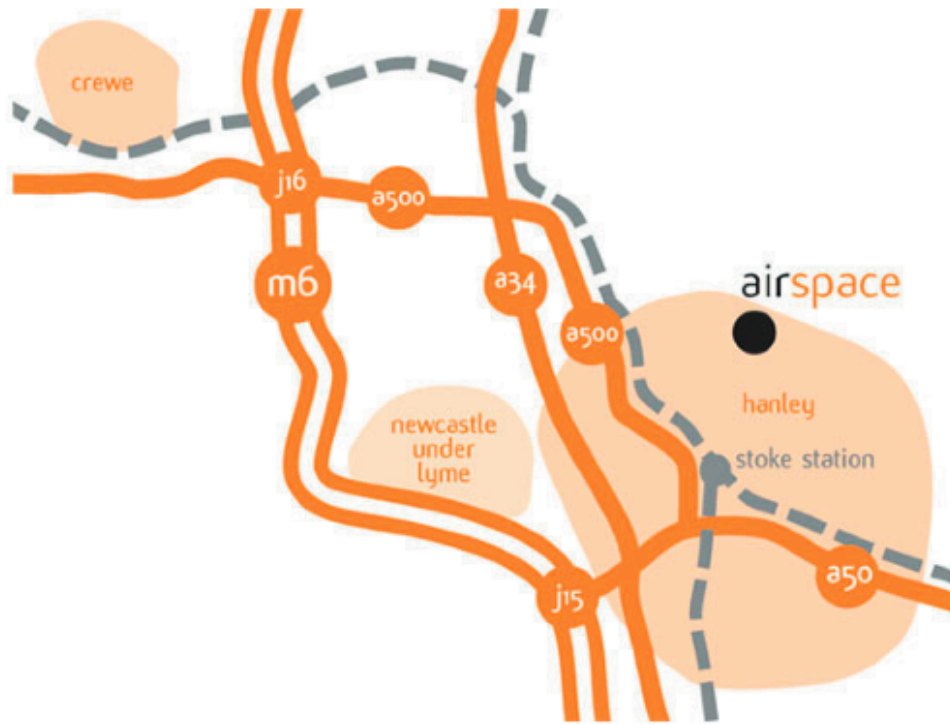 crewe
j16
a500
m6
a34
airspace
a500
newcastle
under
lyme
hanley
stoke station
j15
a50